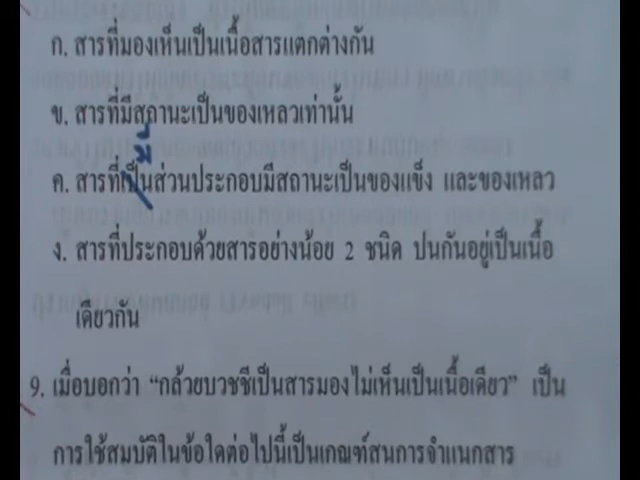 ก. สารที่มองเห็นเป็นเนื้อสารแตกต่างกัน
ข. สารที่มีสถานะเป็นของเหลวเท่านั้น
มี
ค. สารที่เป็นส่วนประกอบมีสถานะเป็นของแข็ง และของเหลว
ง. สารที่ประกอบด้วยสารอย่างน้อย 2 ชนิด ปนกันอยู่เป็นเนื้อ
เดียวกัน
9. เมื่อบอกว่า “กล้วยบวชชีเป็นสารมองไม่เห็นเป็นเนื้อเดียว” เป็น
การใช้สมบัติในข้อใดต่อไปนี้เป็นเกณฑ์สนการจำแนกสาร